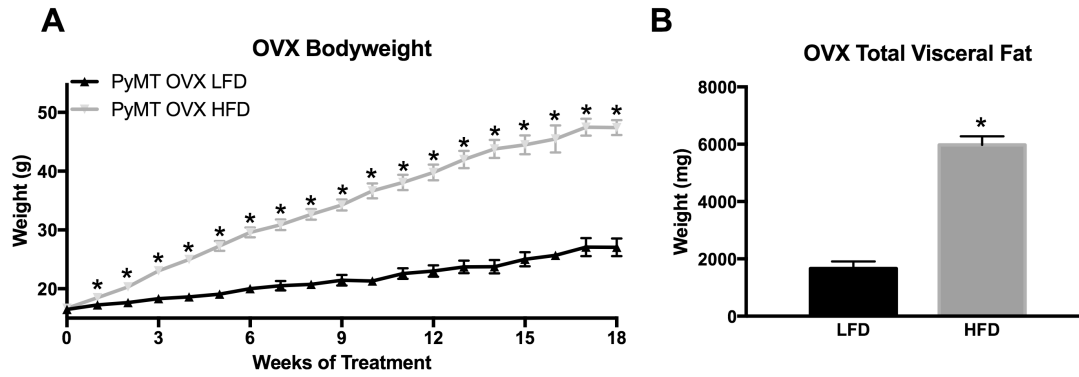 A
OVX Bodyweight
PyMT OVX LFD
PyMT OVX HFD
Weight (g)
50
40
30
20
* * * * * * * * * * * * * * * * * *
0 3 6 9 12 15 18
Weeks of Treatment
B
OVX Total Visceral Fat
Weight (mg)
8000
6000
4000
2000
0
*
LFD HFD